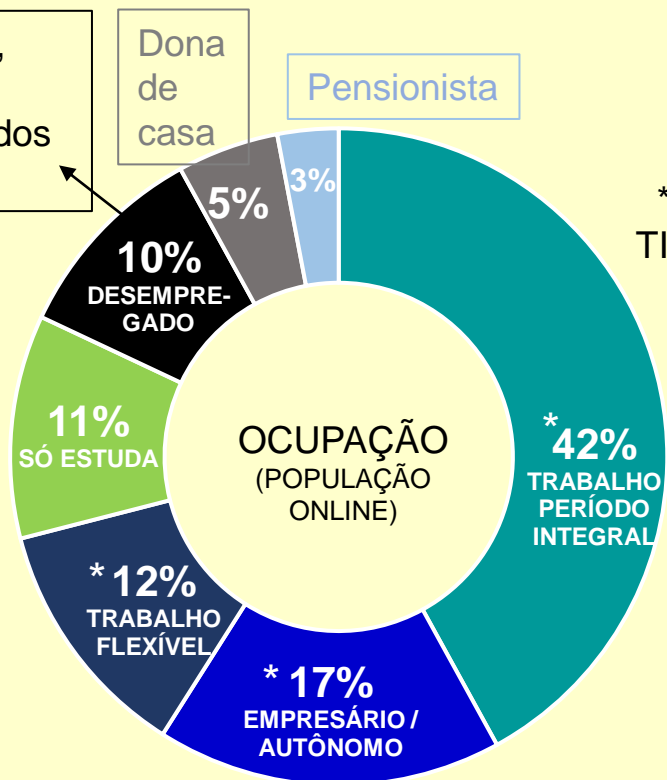 Dona
de
casa
Pensionista
3%
5%
10%
DESEMPRE-
GADO
11%
SÓ ESTUDA
* 12%
TRABALHO
FLEXÍVEL
* 17%
EMPRESÁRIO /
AUTÔNOMO
* 42%
TRABALHO
PERÍODO
INTEGRAL
OCUPAÇÃO
(POPULAÇÃO
ONLINE)
*